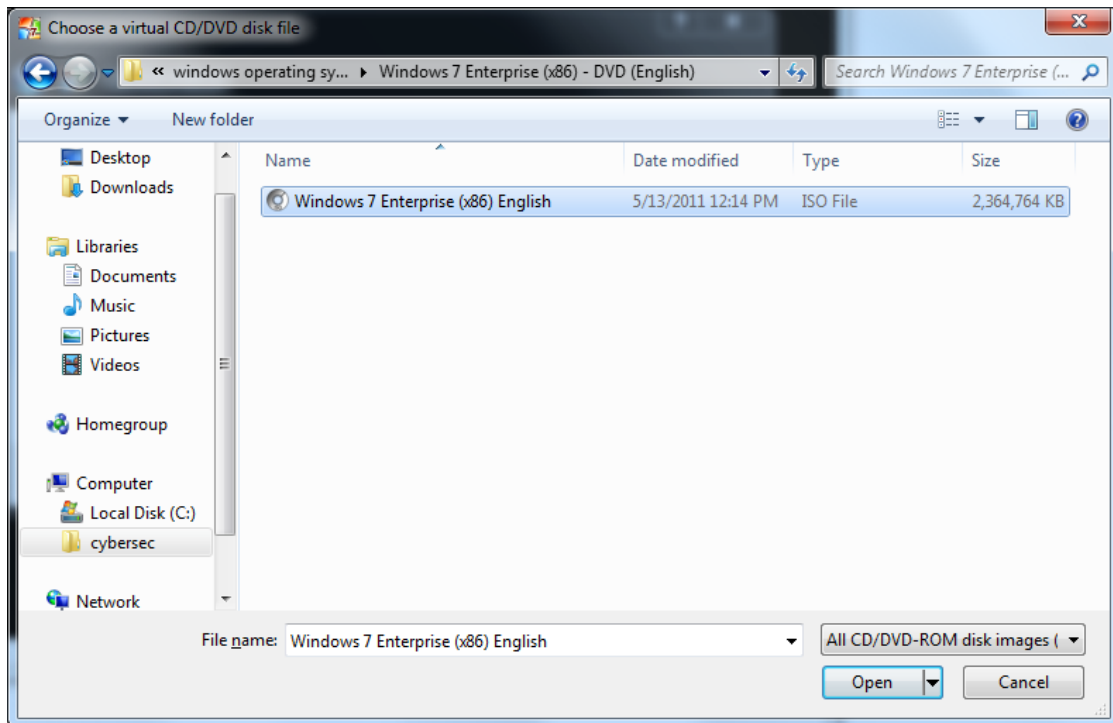 Choose a virtual CD/DVD disk file
« windows operating sy... ▸ Windows 7 Enterprise (x86) - DVD (English)
Search Windows 7 Enterprise (...
Organize
New folder
Name
Date modified
Type
Size
Windows 7 Enterprise (x86) English
5/13/2011 12:14 PM
ISO File
2,364,764 KB
Desktop
Downloads
Libraries
Documents
Music
Pictures
Videos
Homegroup
Computer
Local Disk (C:)
cybersec
Network
File name:
Windows 7 Enterprise (x86) English
All CD/DVD-ROM disk images (
Open
Cancel